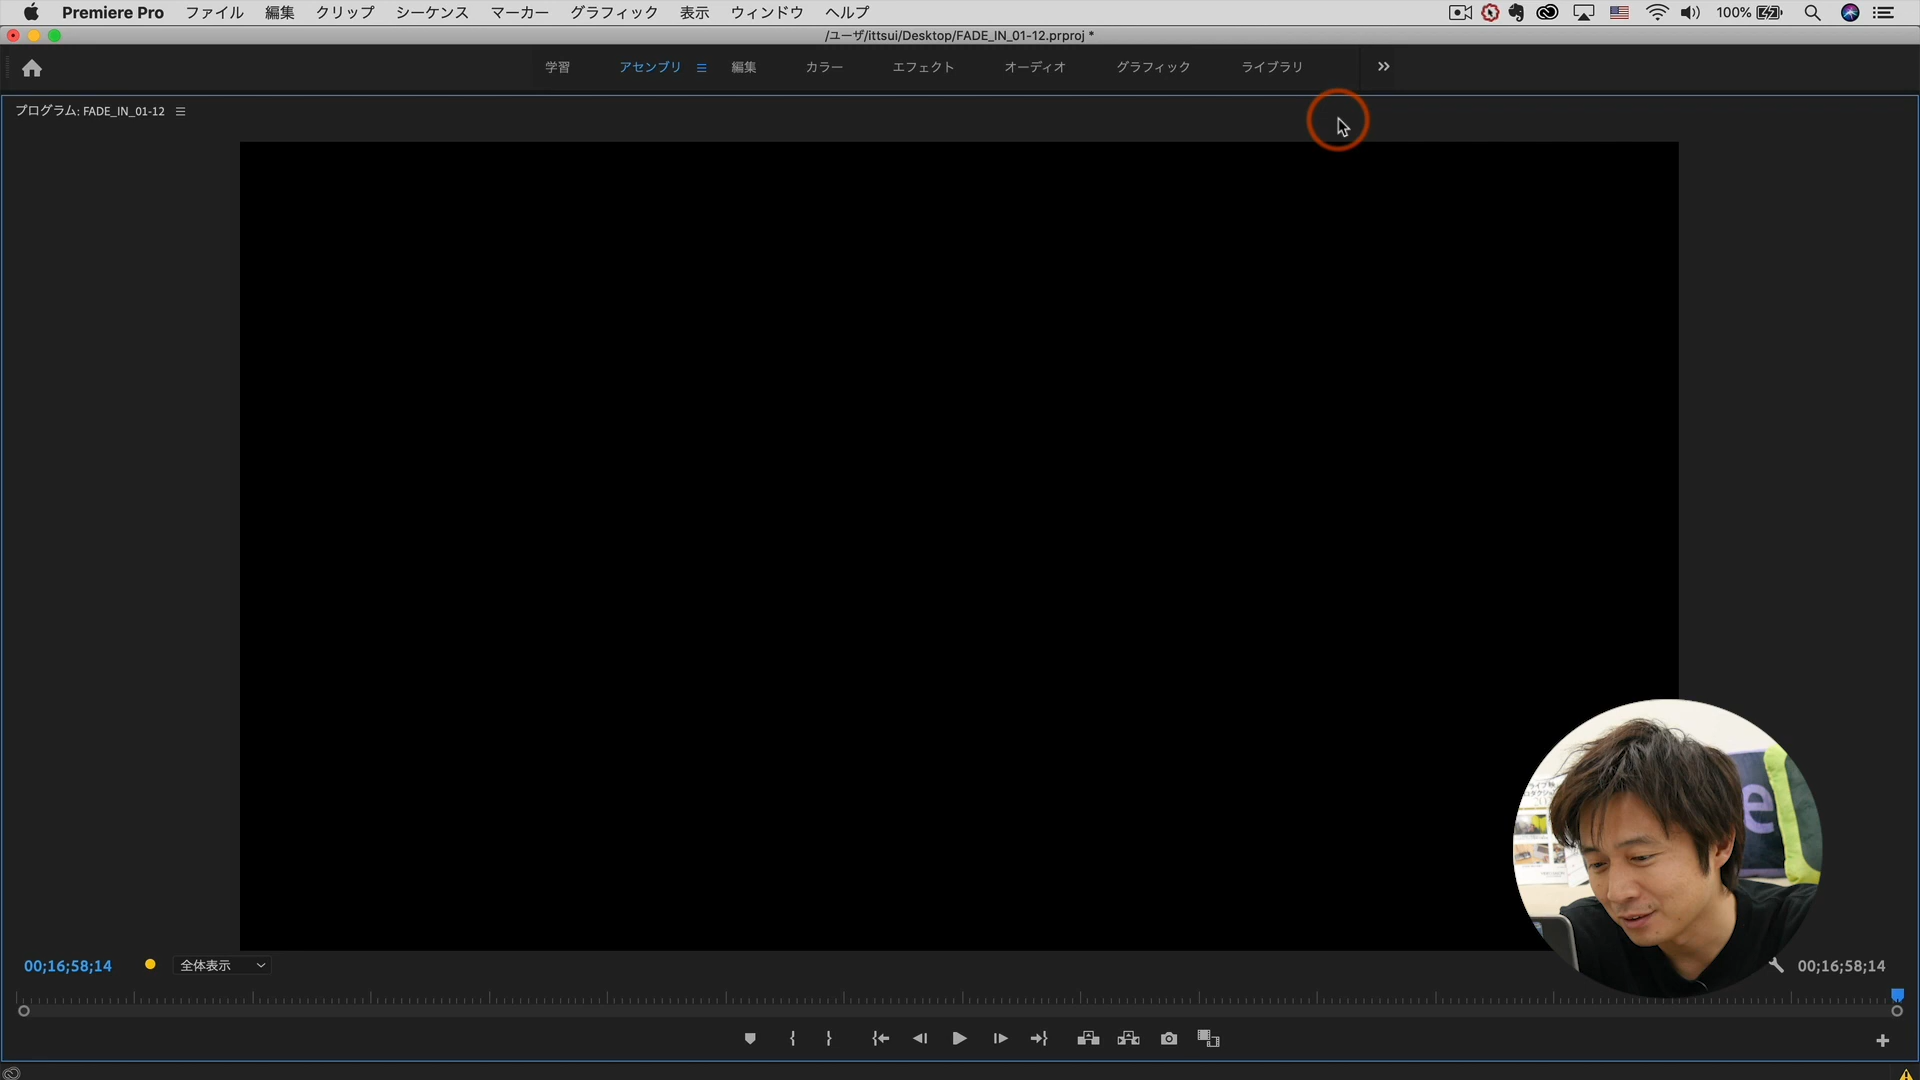 Premiere Pro ファイル 編集 クリップ シーケンス マーカー グラフィック 表示 ウィンドウ ヘルプ 100%
/ユーザ/ittsui/Desktop/FADE_IN_01-12.prproj *
学習 アセンブリ 編集 カラー エフェクト オーディオ グラフィック ライブラリ
プログラム: FADE_IN_01-12
e
00;16;58;14 全体表示 00;16;58;14